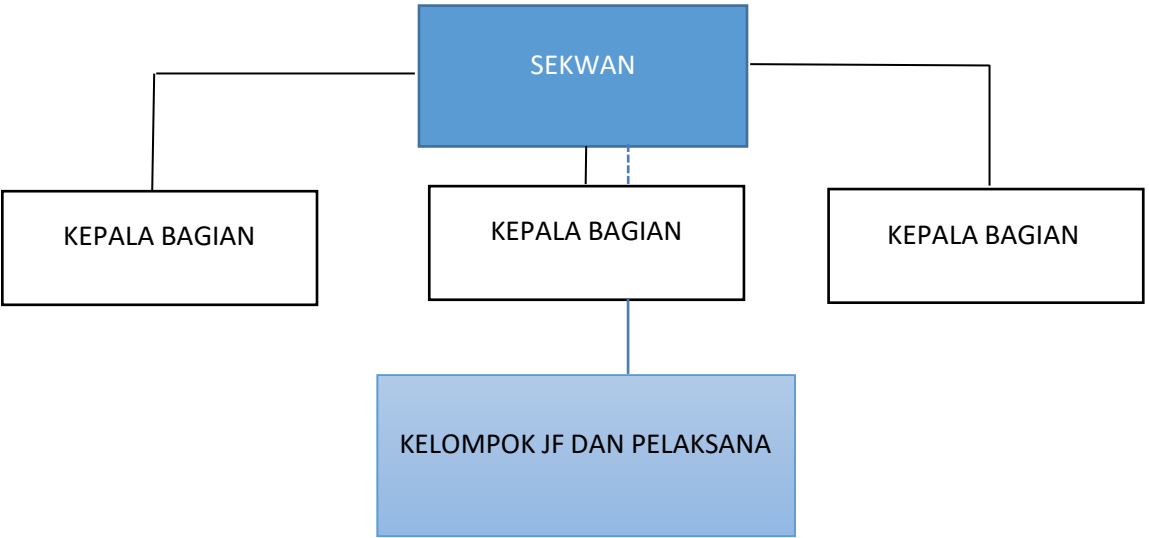 SEKWAN
KEPALA BAGIAN
KEPALA BAGIAN
KEPALA BAGIAN
KELOMPOK JF DAN PELAKSANA